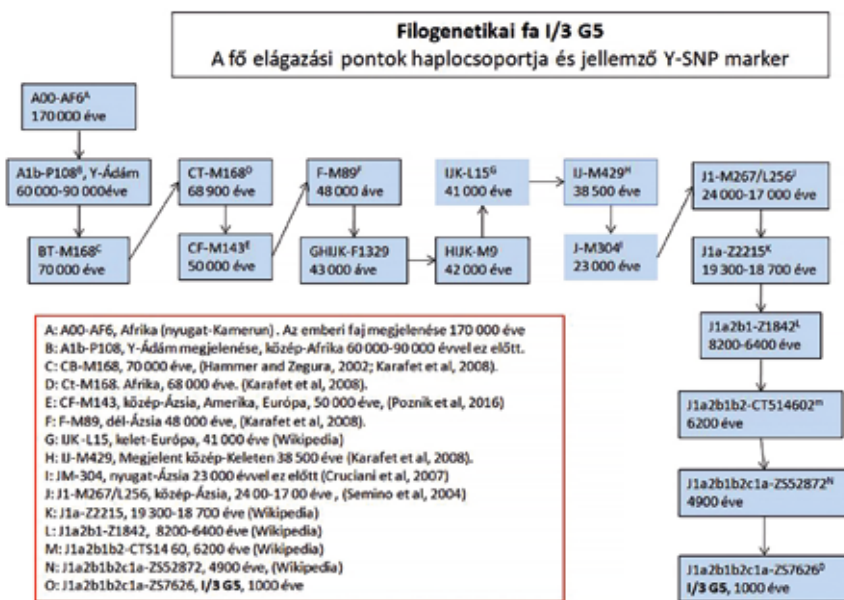 Filogenetikai fa I/3 G5
A fő elágazási pontok haplocsoportja és jellemző Y-SNP marker
A00-AF6ᴬ
170 000 éve
A1b-P108ᴮ, Y-Ádám
60 000-90 000éve
BT-M168ᶜ
70 000 éve
CT-M168ᴰ
68 900 éve
CF-M143ᴱ
50 000 éve
F-M89ᶠ
48 000 áve
GHIJK-F1329
43 000 áve
HIJK-M9
42 000 éve
IJK-L15ᴳ
41 000 éve
IJ-M429ᴴ
38 500 éve
J-M304ᴵ
23 000 éve
J1-M267/L256ᴶ
24 000-17 000 éve
J1a-Z2215ᴷ
19 300-18 700 éve
J1a2b1-Z1842ᴸ
8200-6400 éve
J1a2b1b2-CT514602ᵐ
6200 éve
J1a2b1b2c1a-ZS52872ᴺ
4900 éve
J1a2b1b2c1a-ZS7626ᴼ
I/3 G5, 1000 éve
A: A00-AF6, Afrika (nyugat-Kamerun). Az emberi faj megjelenése 170 000 éve
B: A1b-P108, Y-Ádám megjelenése, közép-Afrika 60 000-90 000 évvel ez előtt.
C: CB-M168, 70 000 éve, (Hammer and Zegura, 2002; Karafet et al, 2008).
D: Ct-M168. Afrika, 68 000 éve. (Karafet et al, 2008).
E: CF-M143, közép-Ázsia, Amerika, Európa, 50 000 éve, (Poznik et al, 2016)
F: F-M89, dél-Ázsia 48 000 éve, (Karafet et al, 2008).
G: IJK -L15, kelet-Európa, 41 000 éve (Wikipedia)
H: IJ-M429, Megjelent közép-Keleten 38 500 éve (Karafet et al, 2008).
I: JM-304, nyugat-Ázsia 23 000 évvel ez előtt (Cruciani et al, 2007)
J: J1-M267/L256, közép-Ázsia, 24 00-17 00 éve , (Semino et al, 2004)
K: J1a-Z2215, 19 300-18 700 éve (Wikipedia)
L: J1a2b1-Z1842, 8200-6400 éve (Wikipedia)
M: J1a2b1b2-CTS14 60, 6200 éve (Wikipedia)
N: J1a2b1b2c1a-ZS52872, 4900 éve, (Wikipedia)
O: J1a2b1b2c1a-ZS7626, I/3 G5, 1000 éve